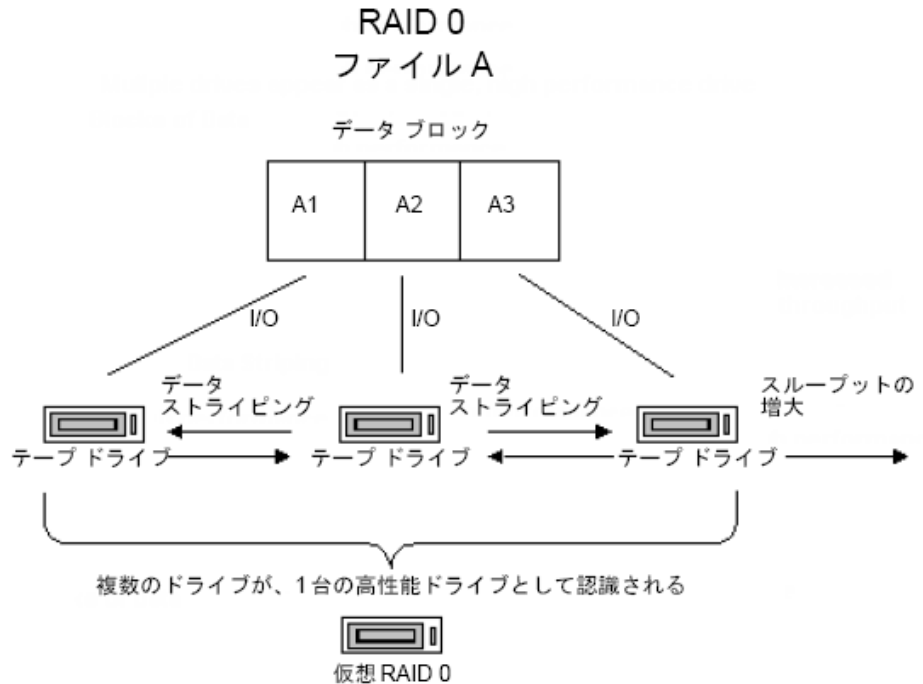 RAID 0
ファイル A
データ ブロック
A1
A2
A3
I/O
I/O
I/O
データ
ストライピング
データ
ストライピング
スループットの
増大
テープ ドライブ
テープ ドライブ
テープ ドライブ
複数のドライブが、1台の高性能ドライブとして認識される
仮想 RAID 0